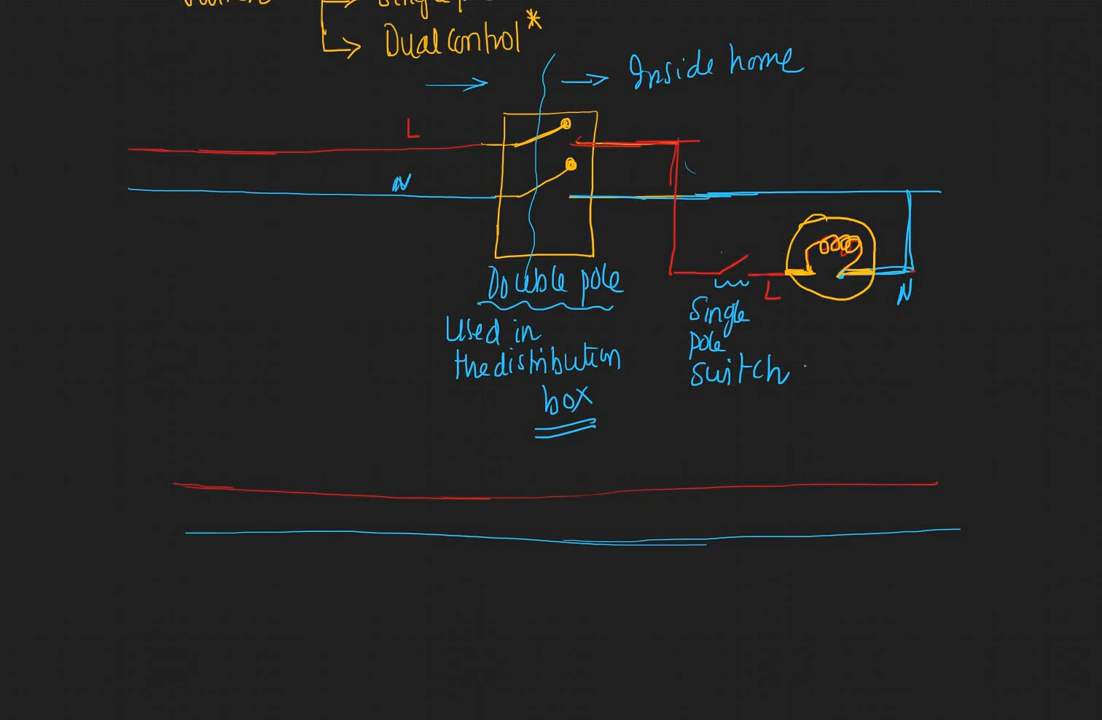 Dual control*
Inside home
L
N
Double pole
Used in
the distribution
box
L
N
Single
pole
switch